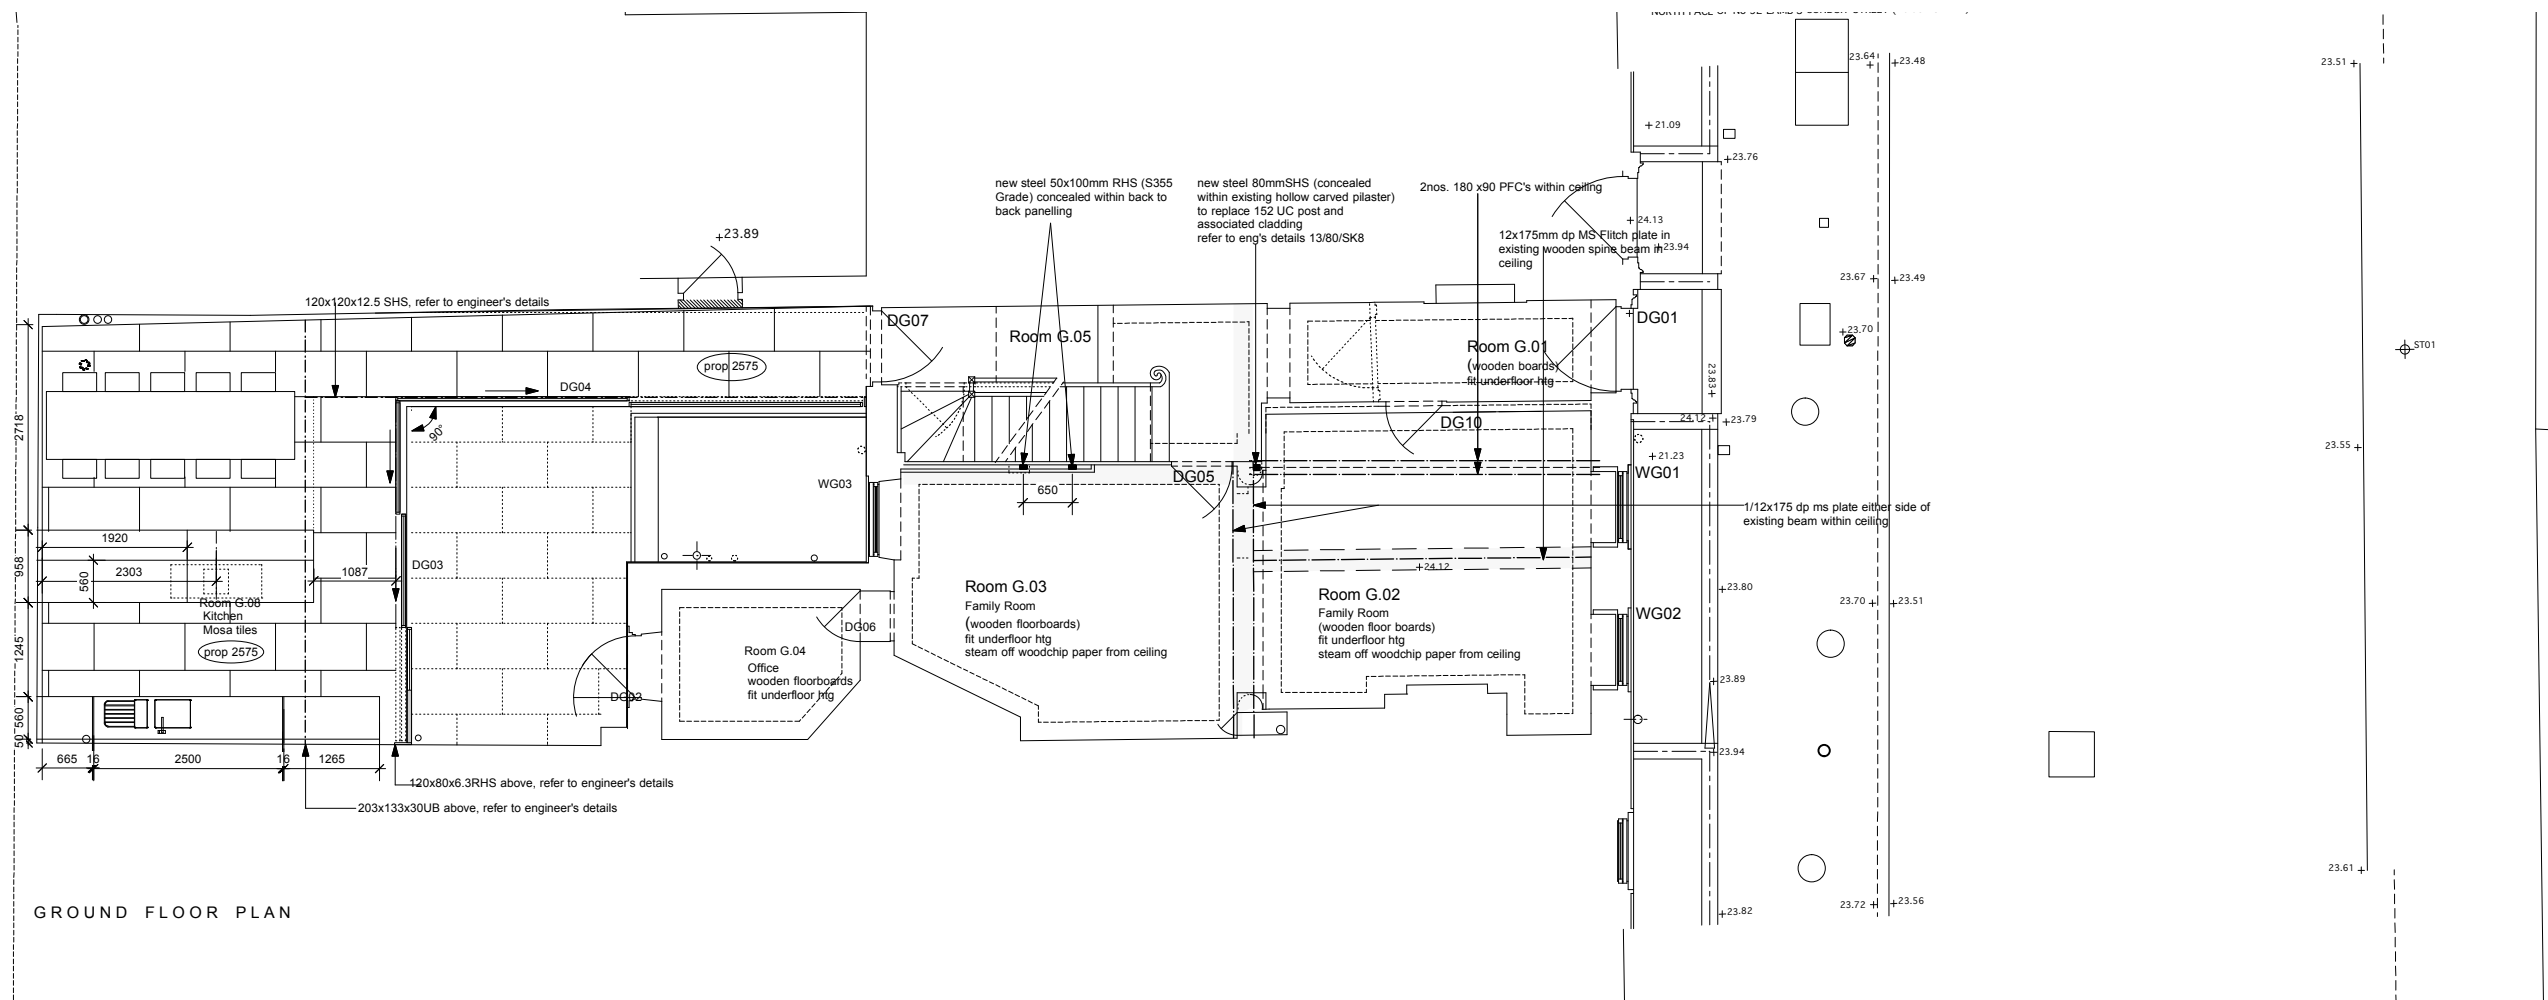 23.64
23.48
23.51
21.09
23.76
new steel 50x100mm RHS (S355
Grade) concealed within back to
back panelling
new steel 80mmSHS (concealed
within existing hollow carved pilaster)
to replace 152 UC post and
associated cladding
refer to eng's details 13/80/SK8
2nos. 180 x90 PFC's within ceiling
24.13
12x175mm dp MS Flitch plate in
existing wooden spine beam in
ceiling
23.94
23.89
23.67
23.49
120x120x12.5 SHS, refer to engineer's details
DG07
Room G.05
DG01
23.70
Room G.01
(wooden boards)
fit underfloor htg
ST01
prop 2575
DG04
23.83
2718
90°
DG10
24.12
23.79
23.55
21.23
WG03
DG05
WG01
650
1/12x175 dp ms plate either side of
existing beam within ceiling
1920
958
2303
560
1087
DG03
24.12
Room G.08
Kitchen
Mosa tiles
prop 2575
Room G.03
Family Room
(wooden floorboards)
fit underfloor htg
steam off woodchip paper from ceiling
Room G.02
Family Room
(wooden floor boards)
fit underfloor htg
steam off woodchip paper from ceiling
23.80
23.70
23.51
WG02
DG06
1245
Room G.04
Office
wooden floorboards
fit underfloor htg
DG02
23.89
560
50
665
16
2500
16
1265
23.94
120x80x6.3RHS above, refer to engineer's details
203x133x30UB above, refer to engineer's details
23.61
23.82
23.72
23.56
GROUND FLOOR PLAN